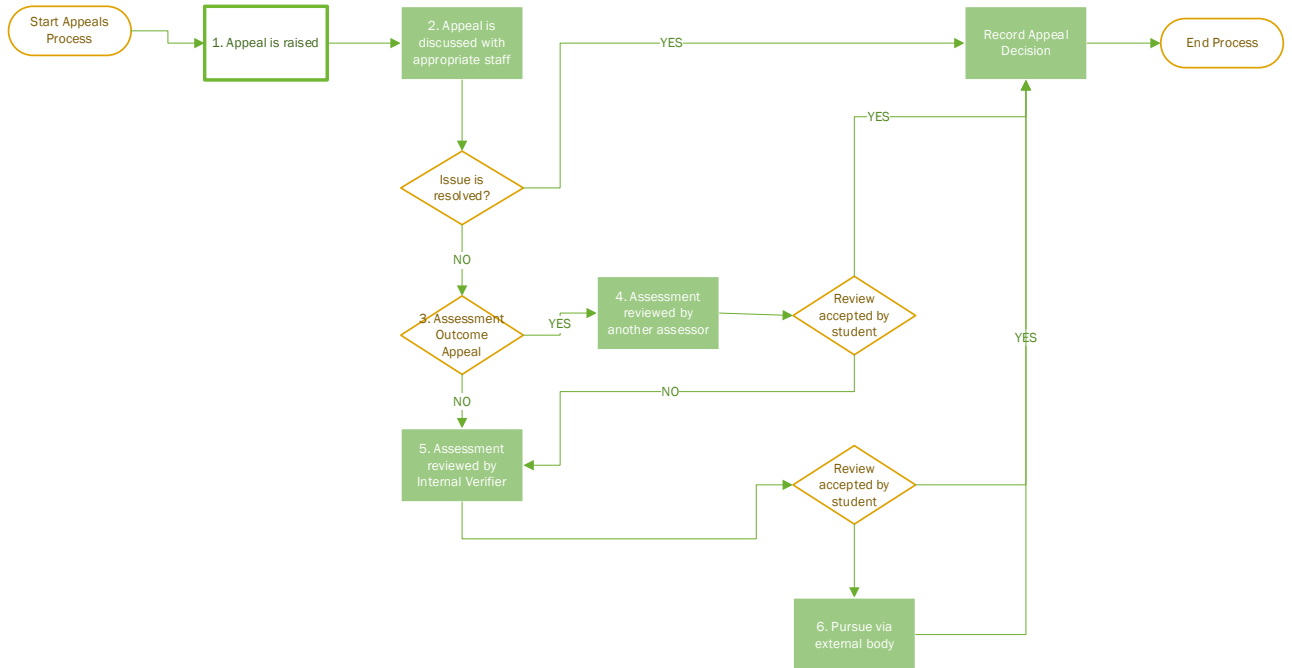 Start Appeals
Process
1. Appeal is raised
2. Appeal is
discussed with
appropriate staff
YES
Record Appeal
Decision
End Process
YES
Issue is
resolved?
NO
3. Assessment
Outcome
Appeal
YES
4. Assessment
reviewed by
another assessor
Review
accepted by
student
YES
NO
NO
5. Assessment
reviewed by
Internal Verifier
Review
accepted by
student
6. Pursue via
external body